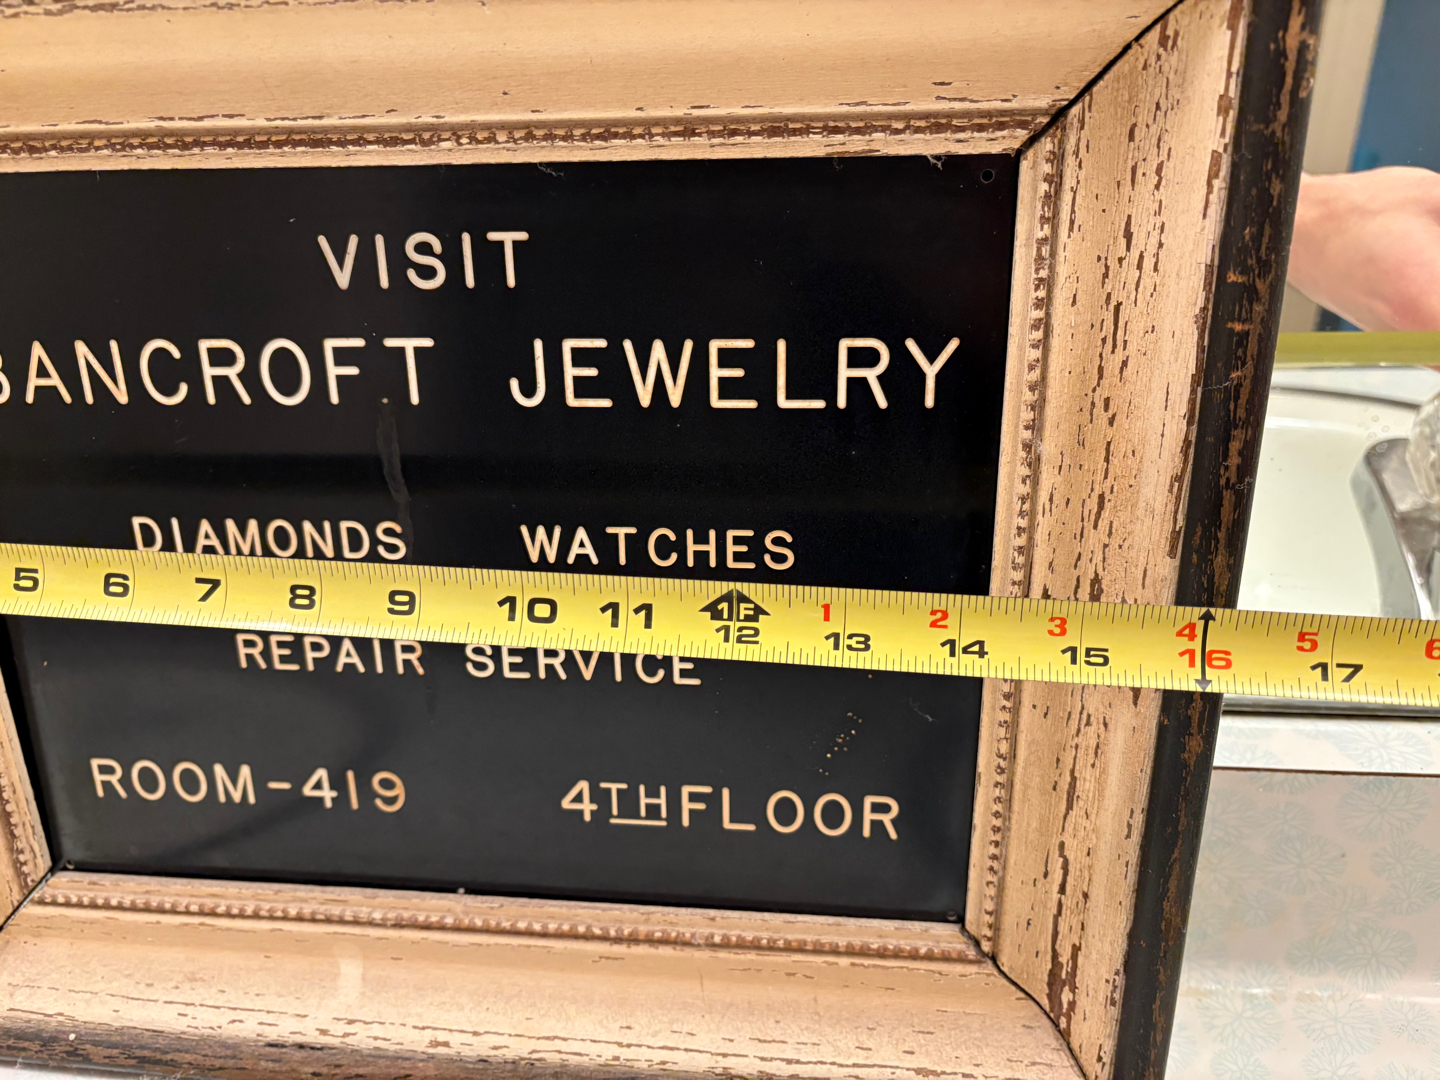 VISIT
BANCROFT JEWELRY
DIAMONDS WATCHES
1 2 3 4 5 6
5 6 7 8 9 10 11 1F 12 13 14 15 16 17
REPAIR SERVICE
ROOM-419 4TH FLOOR